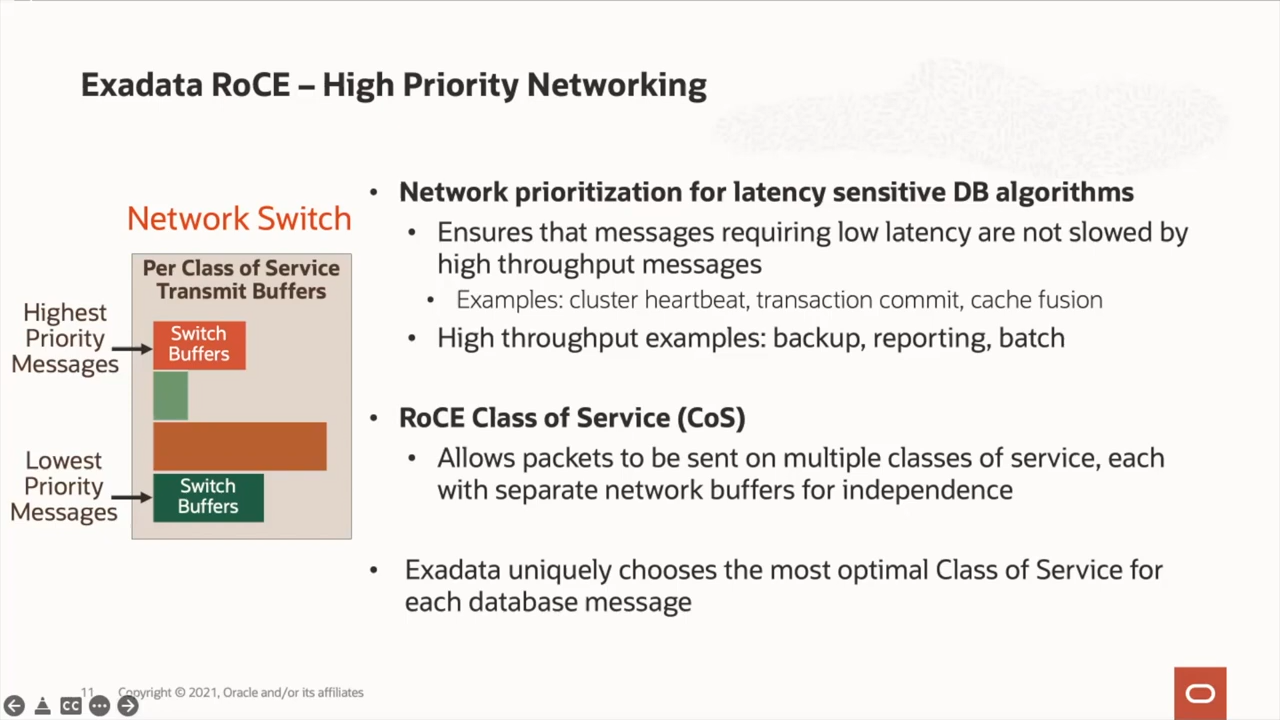 Exadata RoCE – High Priority Networking
Network Switch
Per Class of Service
Transmit Buffers
Highest
Priority
Messages
Switch
Buffers
Lowest
Priority
Messages
Switch
Buffers
• Network prioritization for latency sensitive DB algorithms
• Ensures that messages requiring low latency are not slowed by
high throughput messages
• Examples: cluster heartbeat, transaction commit, cache fusion
• High throughput examples: backup, reporting, batch
• RoCE Class of Service (CoS)
• Allows packets to be sent on multiple classes of service, each
with separate network buffers for independence
• Exadata uniquely chooses the most optimal Class of Service for
each database message
11 Copyright © 2021, Oracle and/or its affiliates
CC